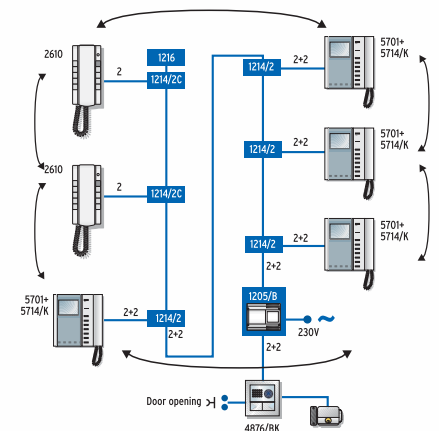 2610
2
1216
1214/2C
1214/2
2+2
5701+
5714/K
2+2
1214/2
5701+
5714/K
2610
2
1214/2C
2+2
1214/2
5701+
5714/K
2+2
1205/B
230V
5701+
5714/K
2+2
1214/2
2+2
2+2
Door opening
4876/BK